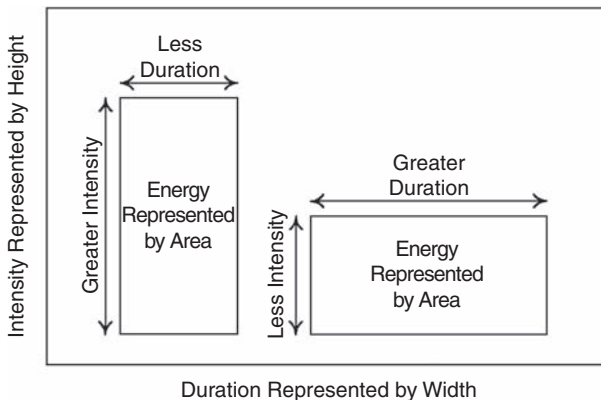 Intensity Represented by Height
Less
Duration
Greater Intensity
Energy
Represented
by Area
Greater
Duration
Less Intensity
Energy
Represented
by Area
Duration Represented by Width